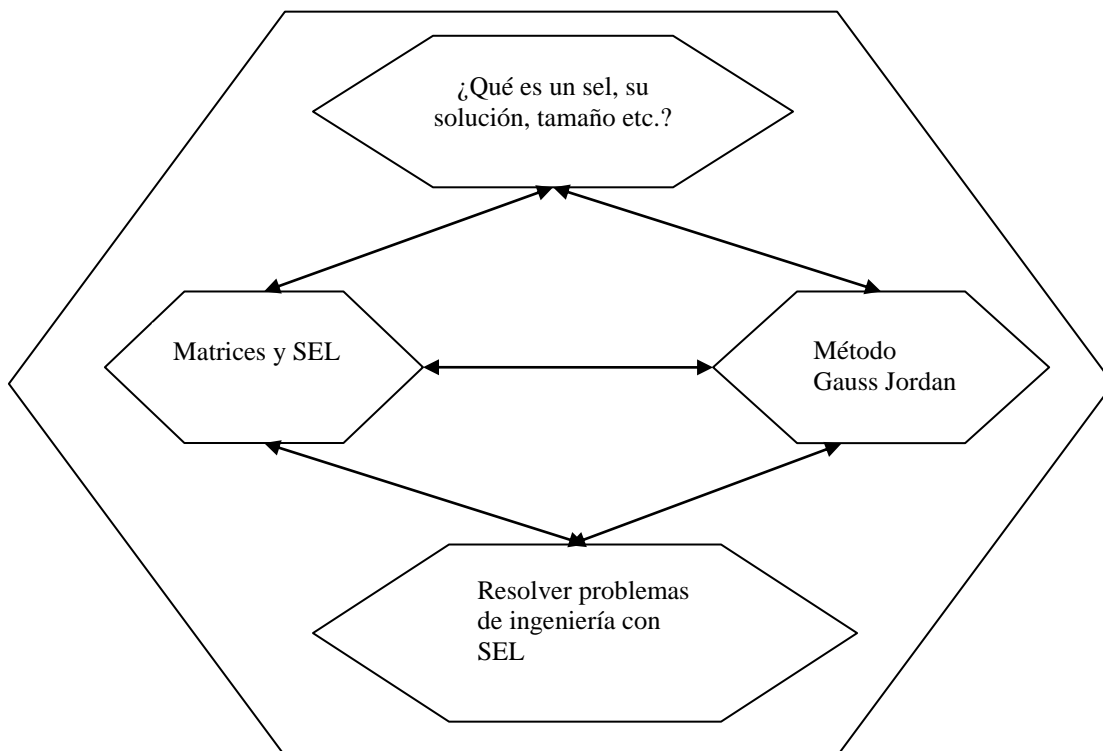 ¿Qué es un sel, su
solución, tamaño etc.?
Matrices y SEL
Método
Gauss Jordan
Resolver problemas
de ingeniería con
SEL